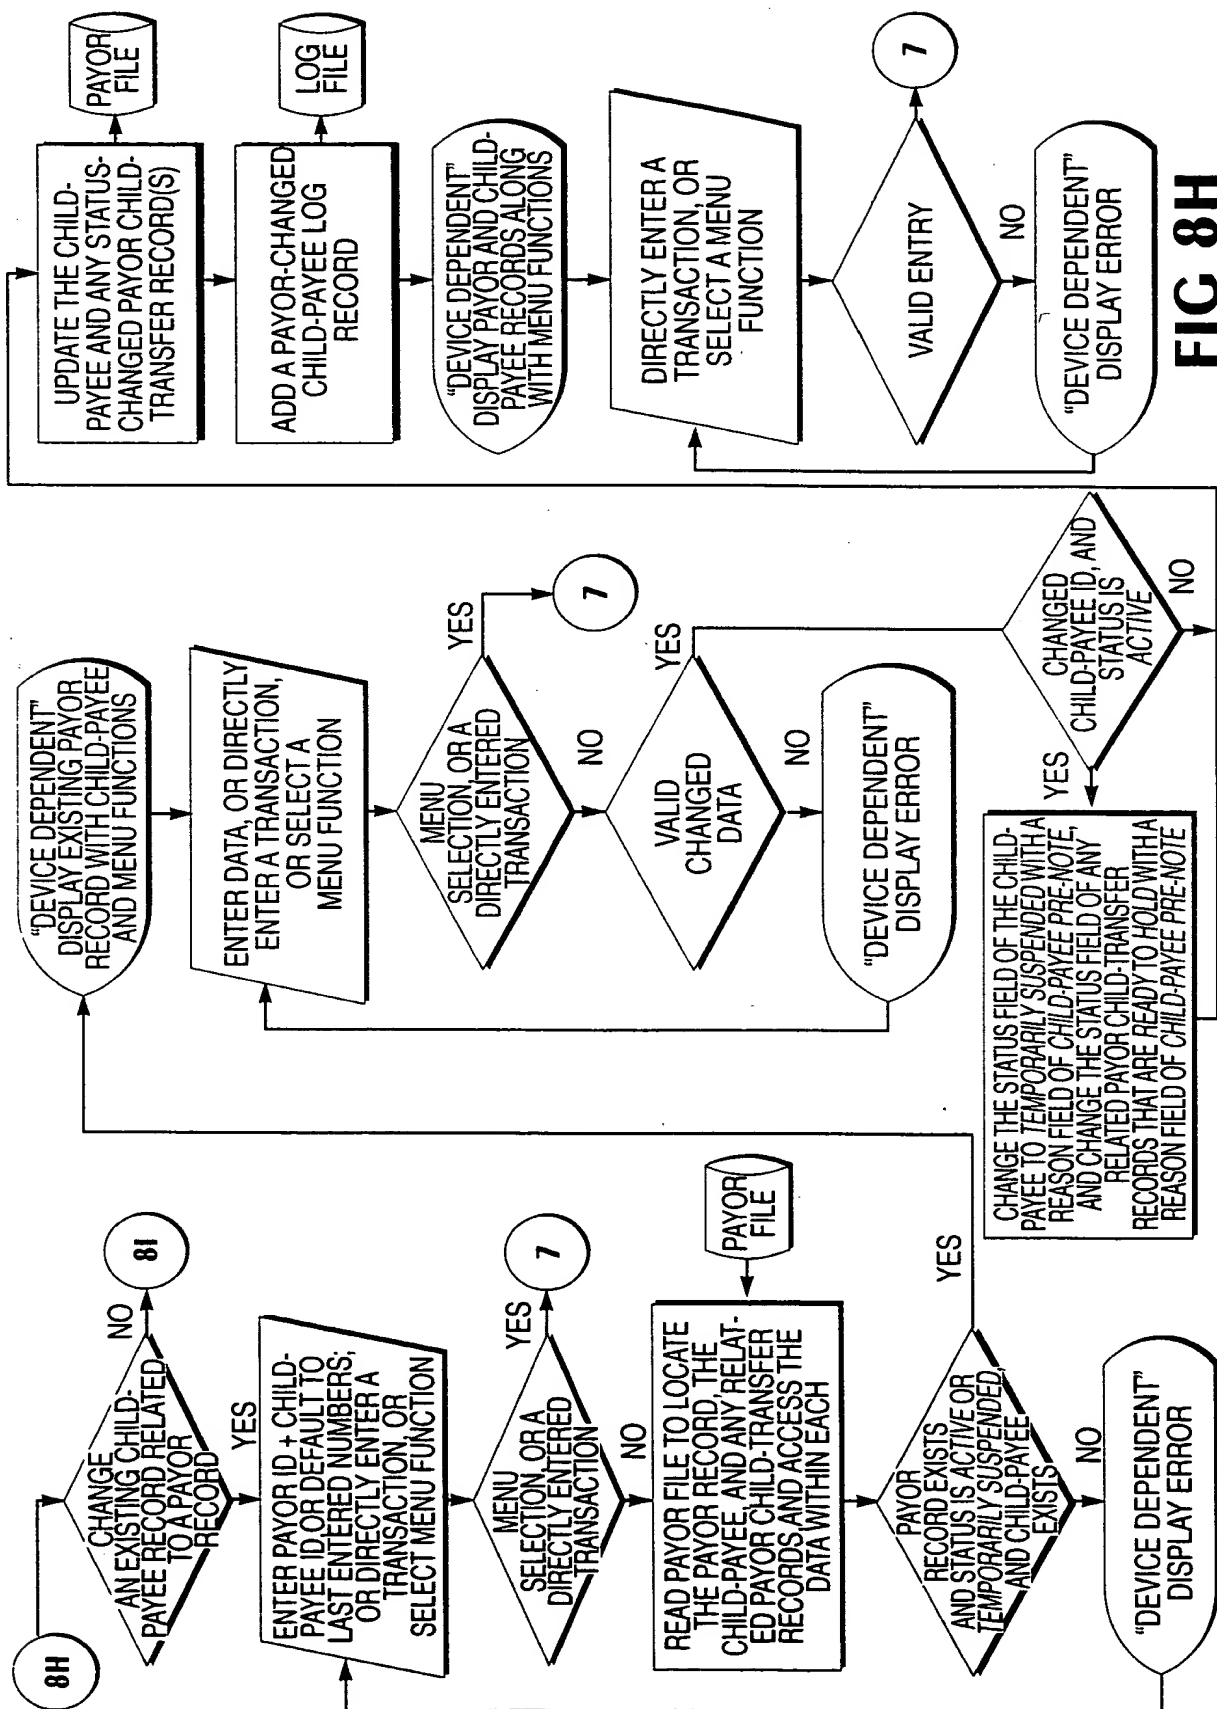 8H
CHANGE
AN EXISTING CHILD-
PAYEE RECORD RELATED
TO A PAYOR
RECORD
NO
8I
YES
ENTER PAYOR ID + CHILD-
PAYEE ID,OR DEFAULT TO
LAST ENTERED NUMBERS;
OR DIRECTLY ENTER A
TRANSACTION, OR
SELECT MENU FUNCTION
MENU
SELECTION, OR A
DIRECTLY ENTERED
TRANSACTION
YES
7
NO
READ PAYOR FILE TO LOCATE
THE PAYOR RECORD, THE
CHILD-PAYEE, AND ANY RELAT-
ED PAYOR CHILD-TRANSFER
RECORDS AND ACCESS THE
DATA WITHIN EACH
PAYOR
FILE
PAYOR
RECORD EXISTS
AND STATUS IS ACTIVE OR
TEMPORARILY SUSPENDED,
AND CHILD-PAYEE
EXISTS
YES
NO
"DEVICE DEPENDENT"
DISPLAY ERROR
"DEVICE DEPENDENT"
DISPLAY EXISTING PAYOR
RECORD WITH CHILD-PAYEE
AND MENU FUNCTIONS
ENTER DATA, OR DIRECTLY
ENTER A TRANSACTION,
OR SELECT A
MENU FUNCTION
MENU
SELECTION, OR A
DIRECTLY ENTERED
TRANSACTION
YES
7
NO
VALID
CHANGED
DATA
YES
NO
"DEVICE DEPENDENT"
DISPLAY ERROR
CHANGED
CHILD-PAYEE ID, AND
STATUS IS
ACTIVE
YES
NO
CHANGE THE STATUS FIELD OF THE CHILD-
PAYEE TO TEMPORARILY SUSPENDED WITH A
REASON FIELD OF CHILD-PAYEE PRE-NOTE,
AND CHANGE THE STATUS FIELD OF ANY
RELATED PAYOR CHILD-TRANSFER
RECORDS THAT ARE READY TO HOLD WITH A
REASON FIELD OF CHILD-PAYEE PRE-NOTE
UPDATE THE CHILD-
PAYEE AND ANY STATUS-
CHANGED PAYOR CHILD-
TRANSFER RECORD(S)
PAYOR
FILE
ADD A PAYOR-CHANGED
CHILD-PAYEE LOG
RECORD
LOG
FILE
"DEVICE DEPENDENT"
DISPLAY PAYOR AND CHILD-
PAYEE RECORDS ALONG
WITH MENU FUNCTIONS
DIRECTLY ENTER A
TRANSACTION, OR
SELECT A MENU
FUNCTION
VALID ENTRY
7
NO
"DEVICE DEPENDENT"
DISPLAY ERROR
FIG 8H